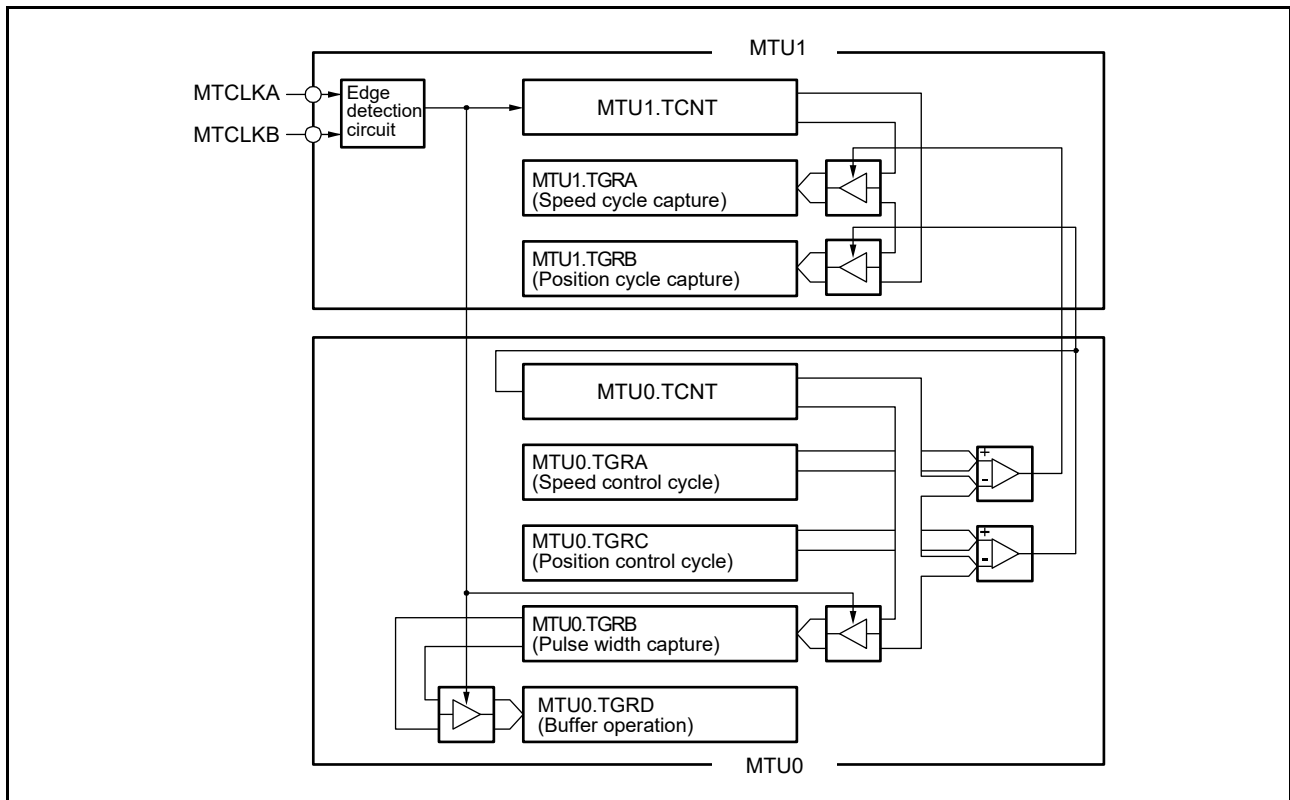 MTU1
MTCLKA
MTCLKB
Edge
detection
circuit
MTU1.TCNT
MTU1.TGRA
(Speed cycle capture)
MTU1.TGRB
(Position cycle capture)
MTU0.TCNT
MTU0.TGRA
(Speed control cycle)
+
-
MTU0.TGRC
(Position control cycle)
+
-
MTU0.TGRB
(Pulse width capture)
MTU0.TGRD
(Buffer operation)
MTU0